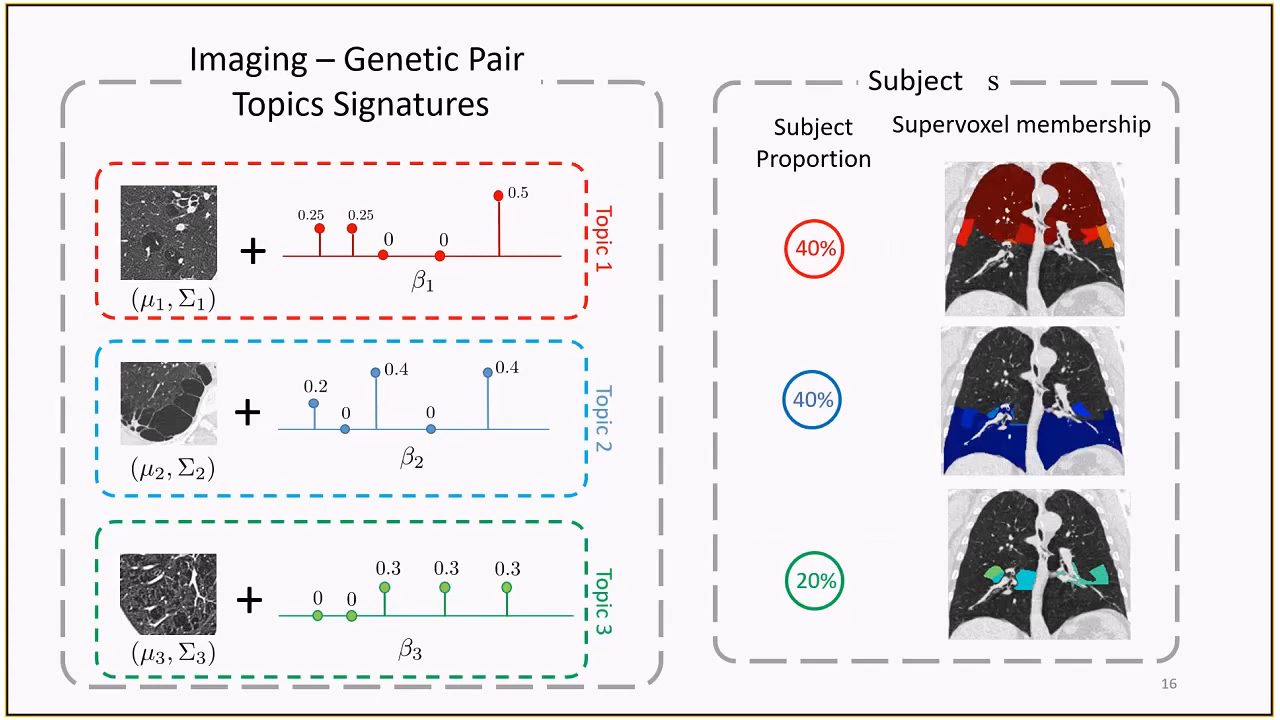 Imaging – Genetic Pair
Topics Signatures
0.25
0.25
0
0
0.5
β1
(μ1, Σ1)
+
Topic 1
0.2
0
0.4
0
0.4
β2
(μ2, Σ2)
+
Topic 2
0
0
0.3
0.3
0.3
β3
(μ3, Σ3)
+
Topic 3
Subject s
Subject
Proportion
Supervoxel membership
40%
40%
20%
16